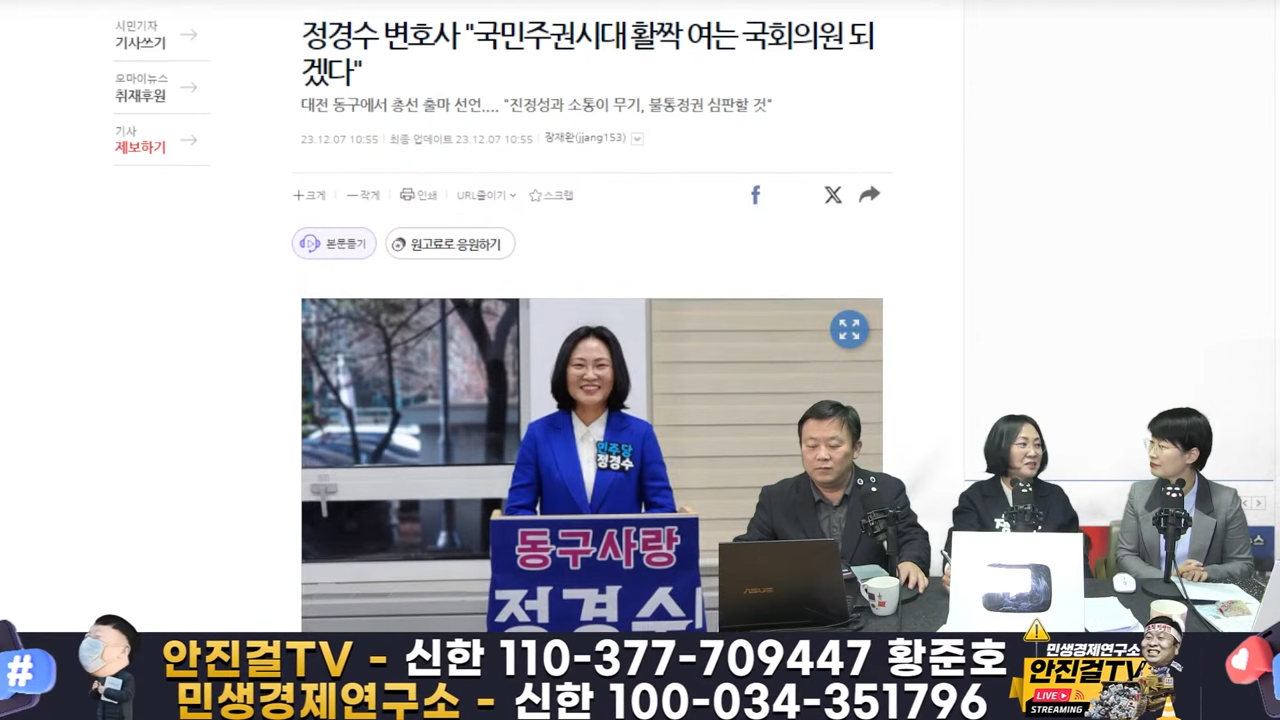 시민기자
기사쓰기
오마이뉴스
취재후원
기사
제보하기
정경수 변호사 "국민주권시대 활짝 여는 국회의원 되
겠다"
대전 동구에서 총선 출마 선언.... "진정성과 소통이 무기, 불통정권 심판할 것"
23.12.07 10:55 | 최종 업데이트 23.12.07 10:55 | 장재완(jjang153)
+크게 | ㅡ작게 | 인쇄 | URL줄이기 | 스크랩
본문듣기 원고료로 응원하기
민주당
정경수
동구사랑
정경수
ASUS
안진걸TV - 신한 110-377-709447 황준호
민생경제연구소 - 신한 100-034-351796
#
민생경제연구소
안진걸TV
LIVE
STREAMING